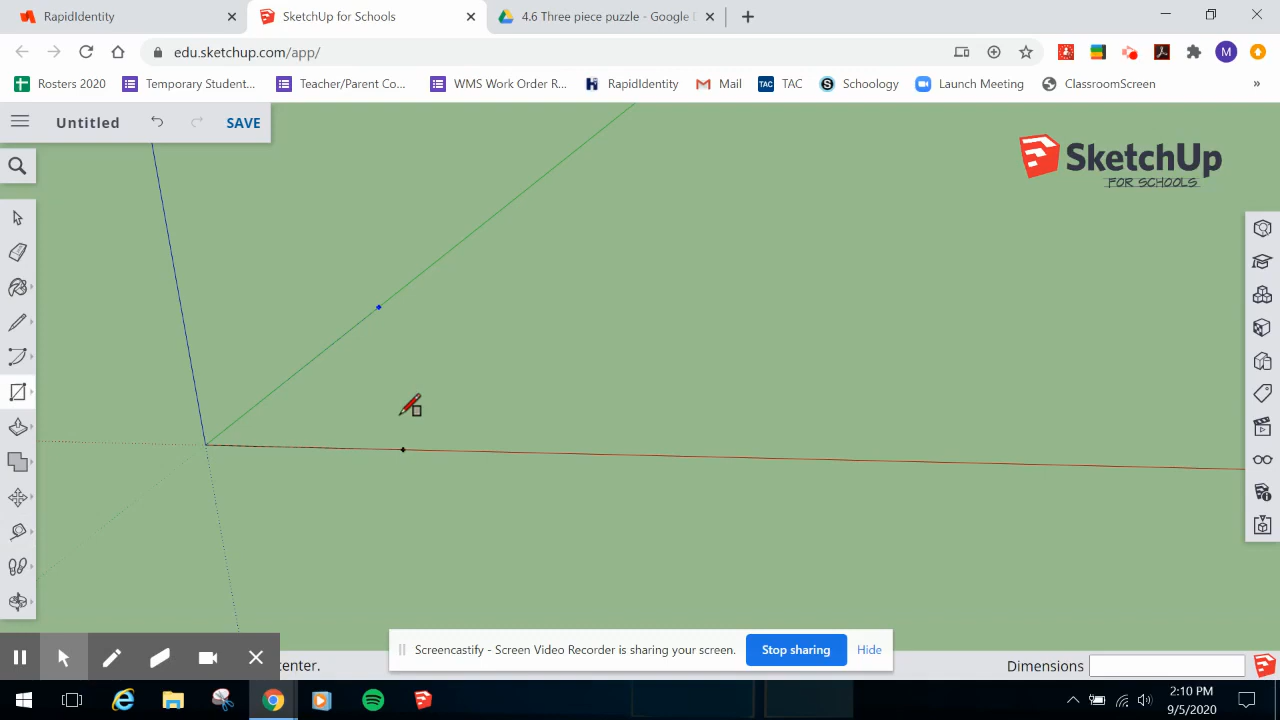 RapidIdentity
SketchUp for Schools
4.6 Three piece puzzle - Google
edu.sketchup.com/app/
M
Rosters 2020
Temporary Student...
Teacher/Parent Co...
WMS Work Order R...
RapidIdentity
Mail
TAC
TAC
Schoology
Launch Meeting
ClassroomScreen
»
Untitled
SAVE
SketchUp
FOR SCHOOLS
Screencastify - Screen Video Recorder is sharing your screen.
Stop sharing
Hide
center.
Dimensions
2:10 PM
9/5/2020